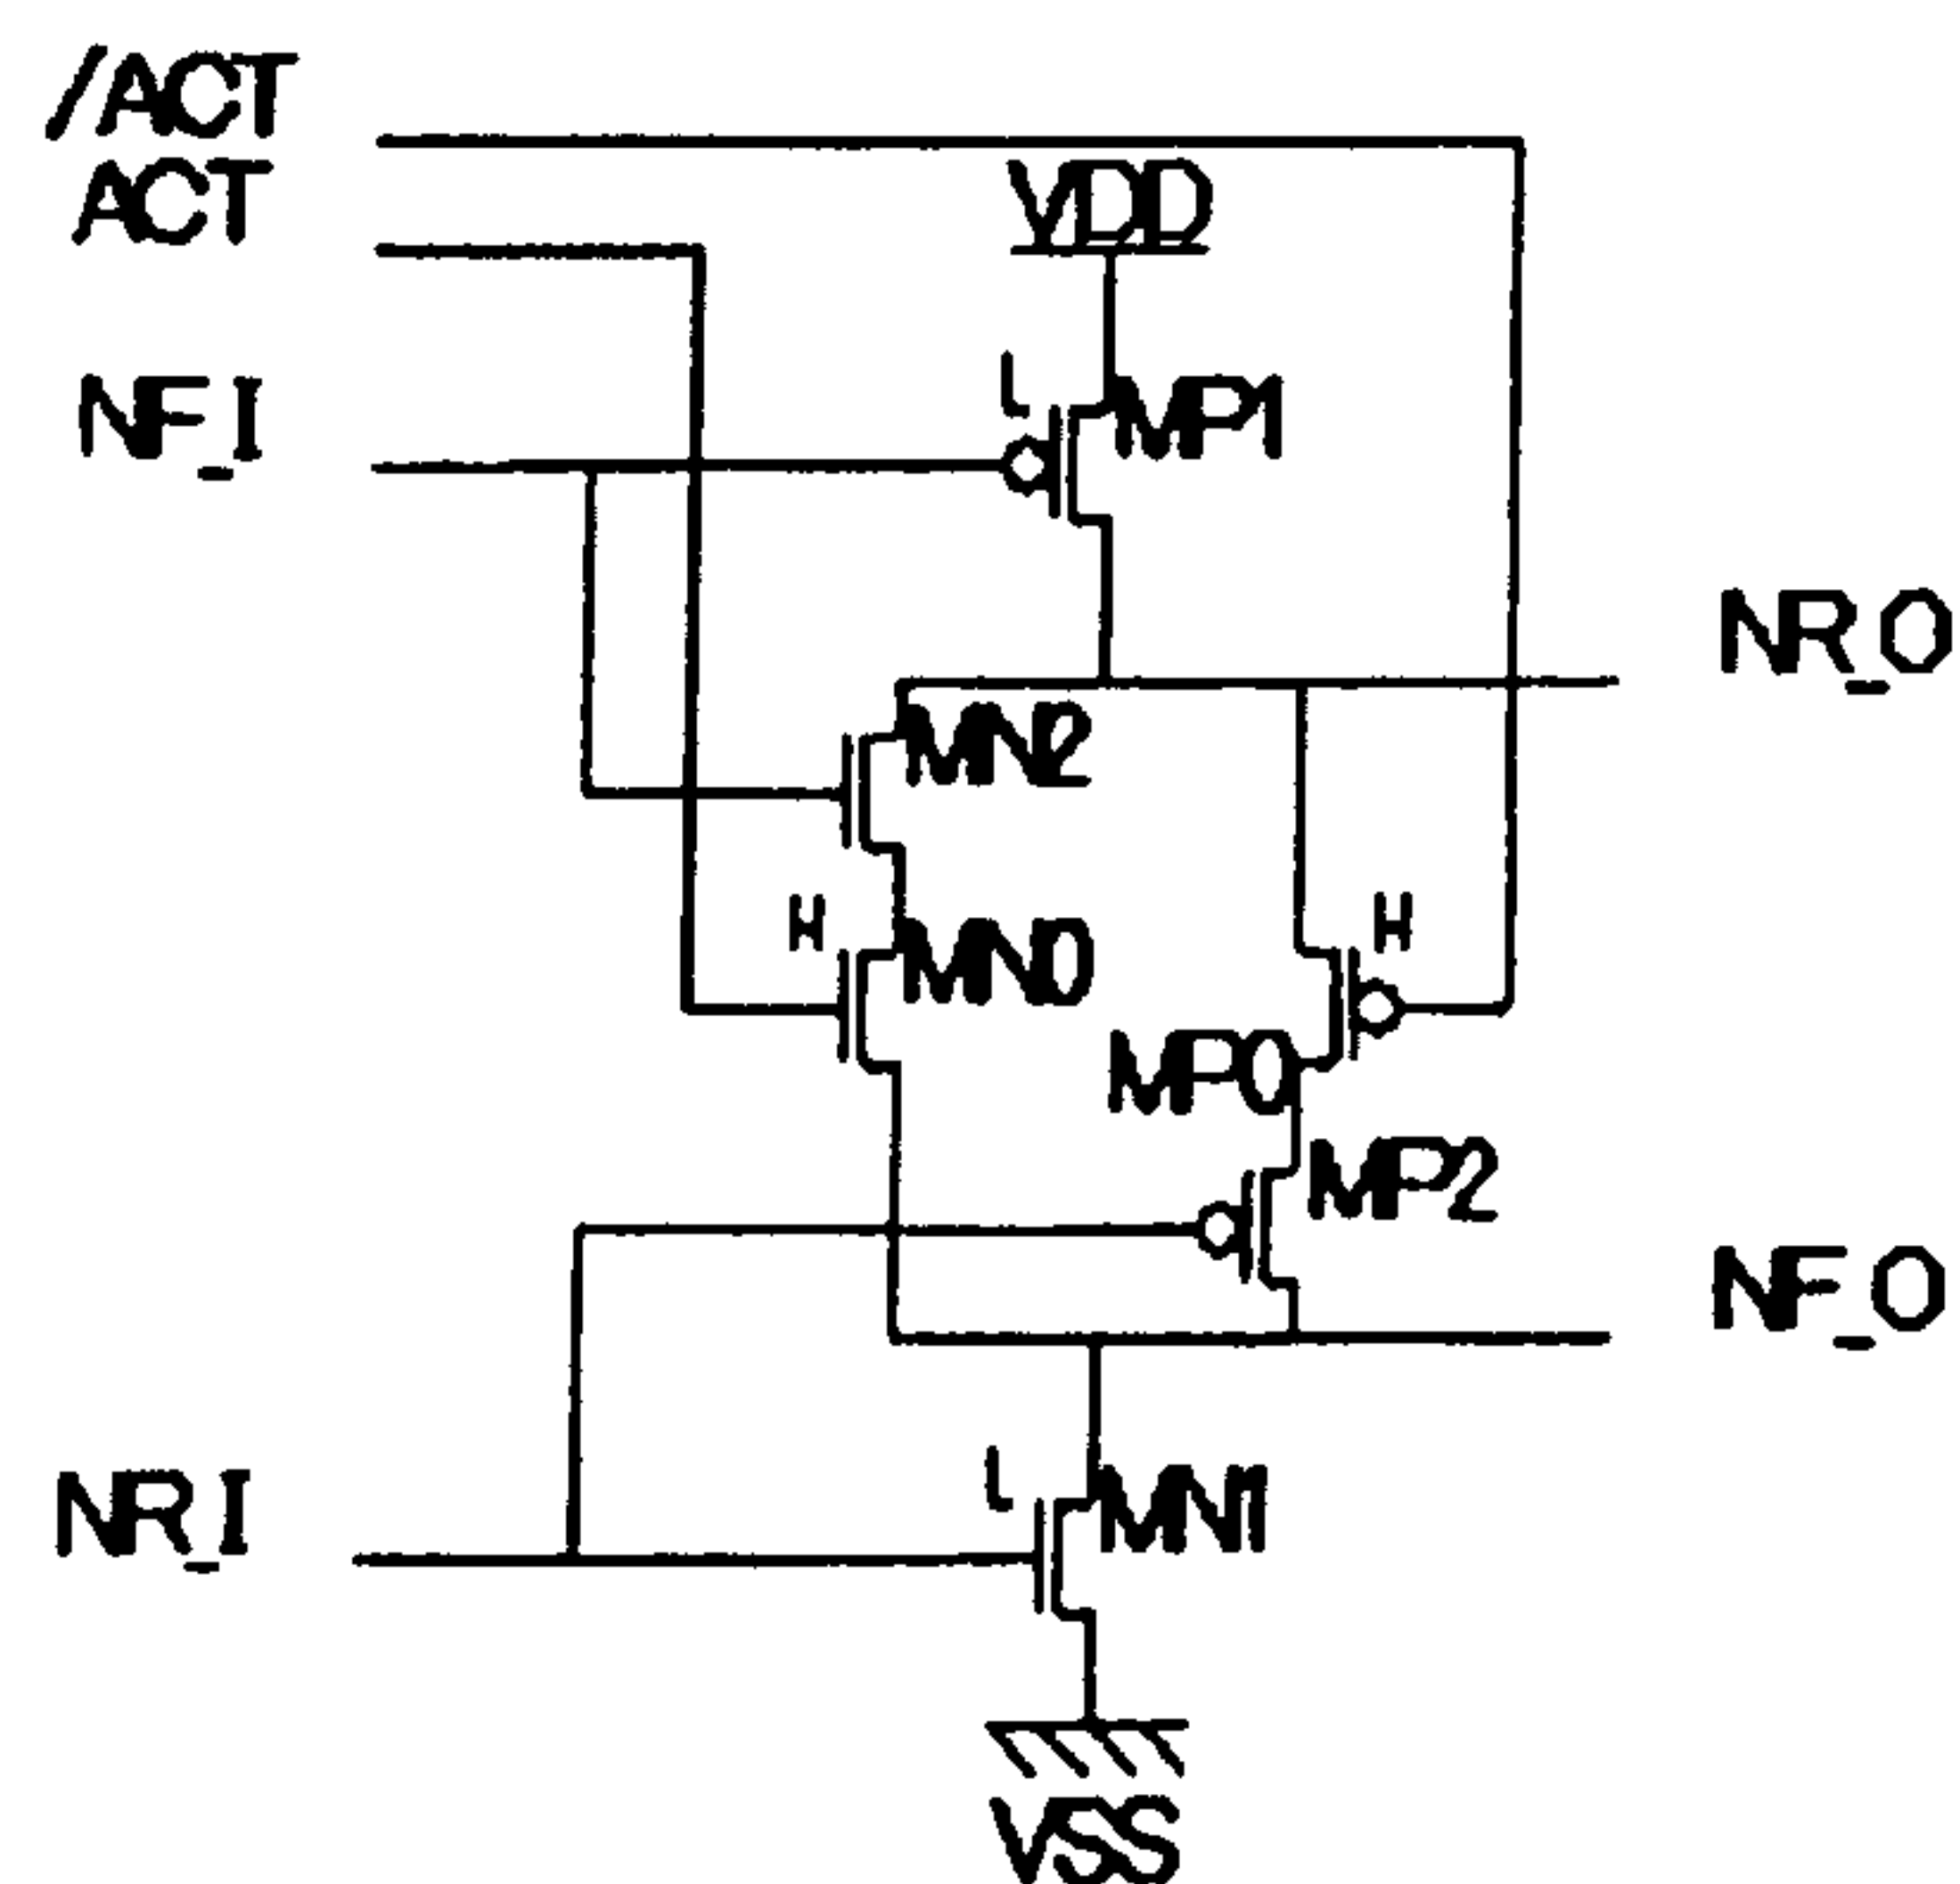 /ACT
ACT
VDD
NF_I
L
MP1
NR_O
MN2
H
MN0
H
MP0
MP2
NF_O
NR_I
L
MN1
VSS